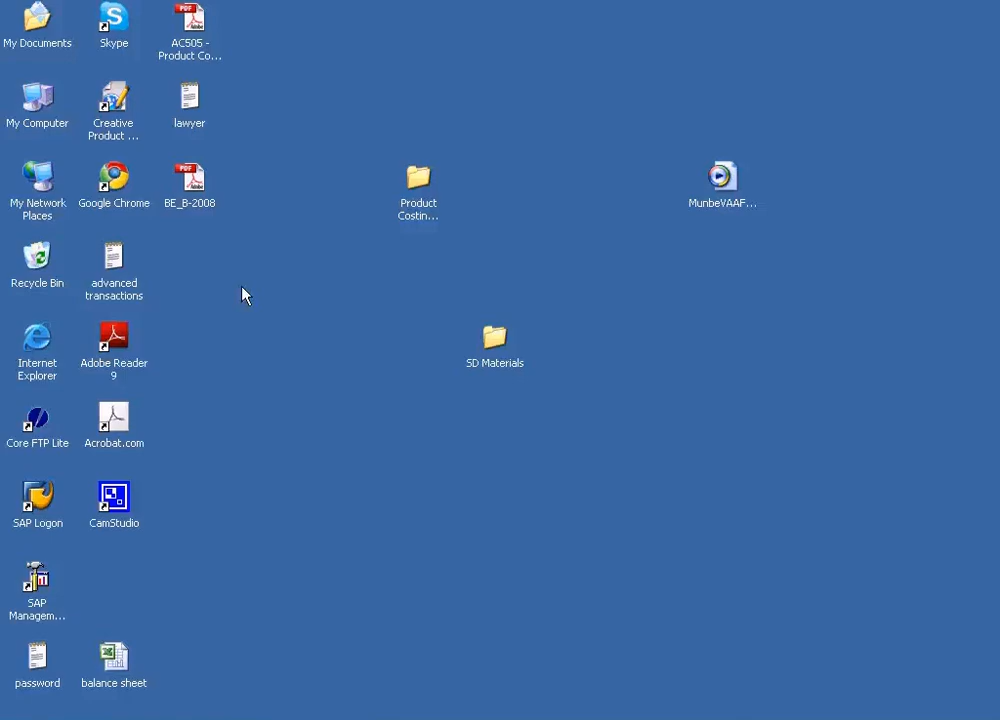 My Documents
Skype
AC505 -
Product Co...
My Computer
Creative
Product ...
lawyer
My Network
Places
Google Chrome
BE_B-2008
Product
Costin...
MunbeVAAF...
Recycle Bin
advanced
transactions
Internet
Explorer
Adobe Reader
9
SD Materials
Core FTP Lite
Acrobat.com
SAP Logon
CamStudio
SAP
Managem...
password
balance sheet